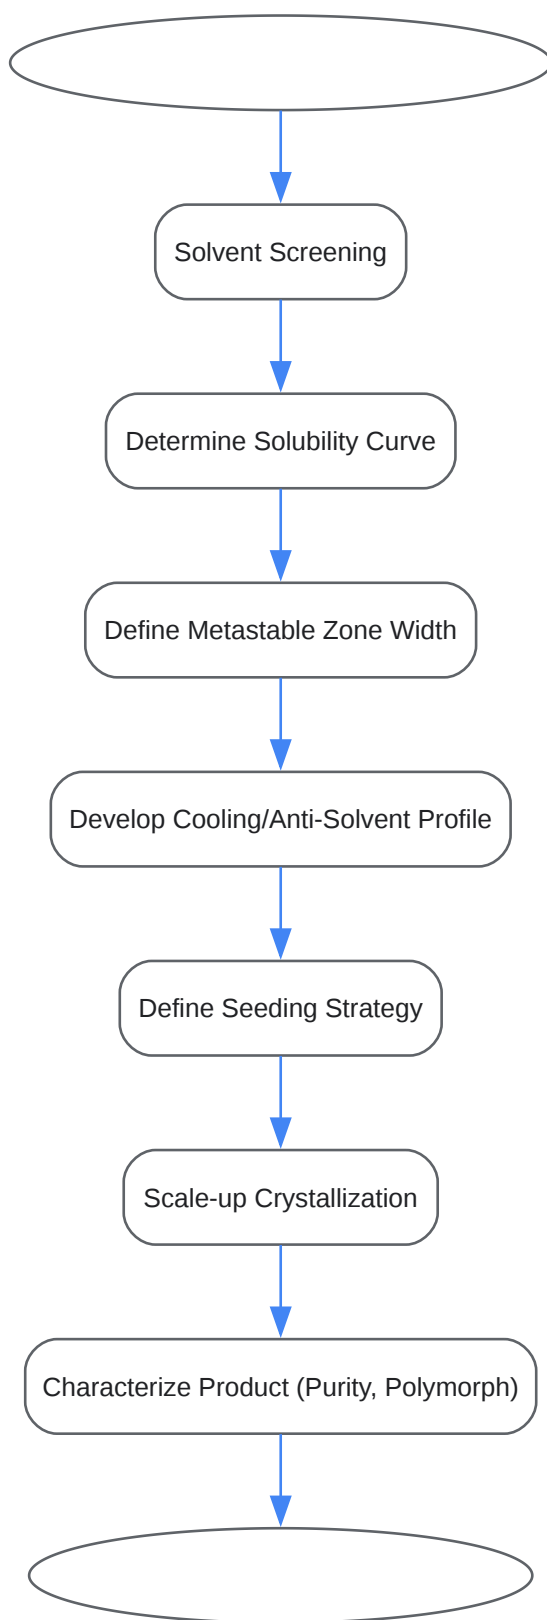 Solvent Screening
Determine Solubility Curve
Define Metastable Zone Width
Develop Cooling/Anti-Solvent Profile
Define Seeding Strategy
Scale-up Crystallization
Characterize Product (Purity, Polymorph)